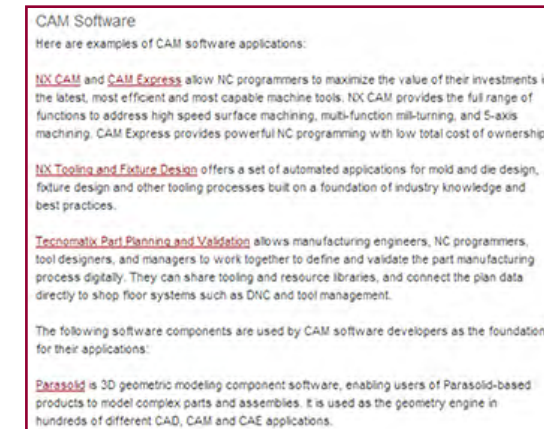 CAM Software
Here are examples of CAM software applications:
NX CAM and CAM Express allow NC programmers to maximize the value of their investments i
the latest, most efficient and most capable machine tools. NX CAM provides the full range of
functions to address high speed surface machining, multi-function mill-turning, and 5-axis
machining. CAM Express provides powerful NC programming with low total cost of ownership
NX Tooling and Fixture Design offers a set of automated applications for mold and die design,
fixture design and other tooling processes built on a foundation of industry knowledge and
best practices.
Tecnomatix Part Planning and Validation allows manufacturing engineers, NC programmers,
tool designers, and managers to work together to define and validate the part manufacturing
process digitally. They can share tooling and resource libraries, and connect the plan data
directly to shop floor systems such as DNC and tool management.
The following software components are used by CAM software developers as the foundation
for their applications:
Parasolid is 3D geometric modeling component software, enabling users of Parasolid-based
products to model complex parts and assemblies. It is used as the geometry engine in
hundreds of different CAD, CAM and CAE applications.